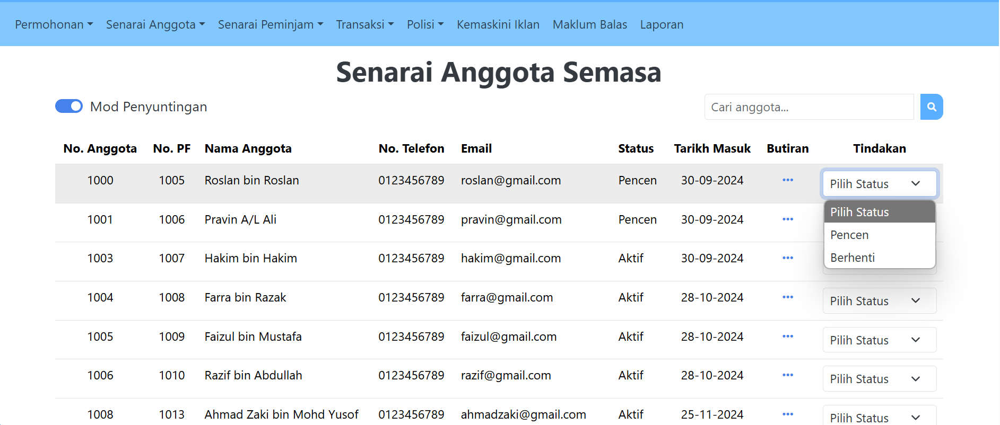 Permohonan Senarai Anggota Senarai Peminjam Transaksi Polisi Kemaskini Iklan Maklum Balas Laporan
Senarai Anggota Semasa
Mod Penyuntingan Cari anggota...
No. Anggota No. PF Nama Anggota No. Telefon Email Status Tarikh Masuk Butiran Tindakan
1000 1005 Roslan bin Roslan 0123456789 roslan@gmail.com Pencen 30-09-2024 ••• Pilih Status
Pilih Status
1001 1006 Pravin A/L Ali 0123456789 pravin@gmail.com Pencen 30-09-2024 •••
Pencen
1003 1007 Hakim bin Hakim 0123456789 hakim@gmail.com Aktif 30-09-2024 ••• Berhenti
1004 1008 Farra bin Razak 0123456789 farra@gmail.com Aktif 28-10-2024 ••• Pilih Status
1005 1009 Faizul bin Mustafa 0123456789 faizul@gmail.com Aktif 28-10-2024 ••• Pilih Status
1006 1010 Razif bin Abdullah 0123456789 razif@gmail.com Aktif 28-10-2024 ••• Pilih Status
1008 1013 Ahmad Zaki bin Mohd Yusof 0123456789 ahmadzaki@gmail.com Aktif 25-11-2024 ••• Pilih Status